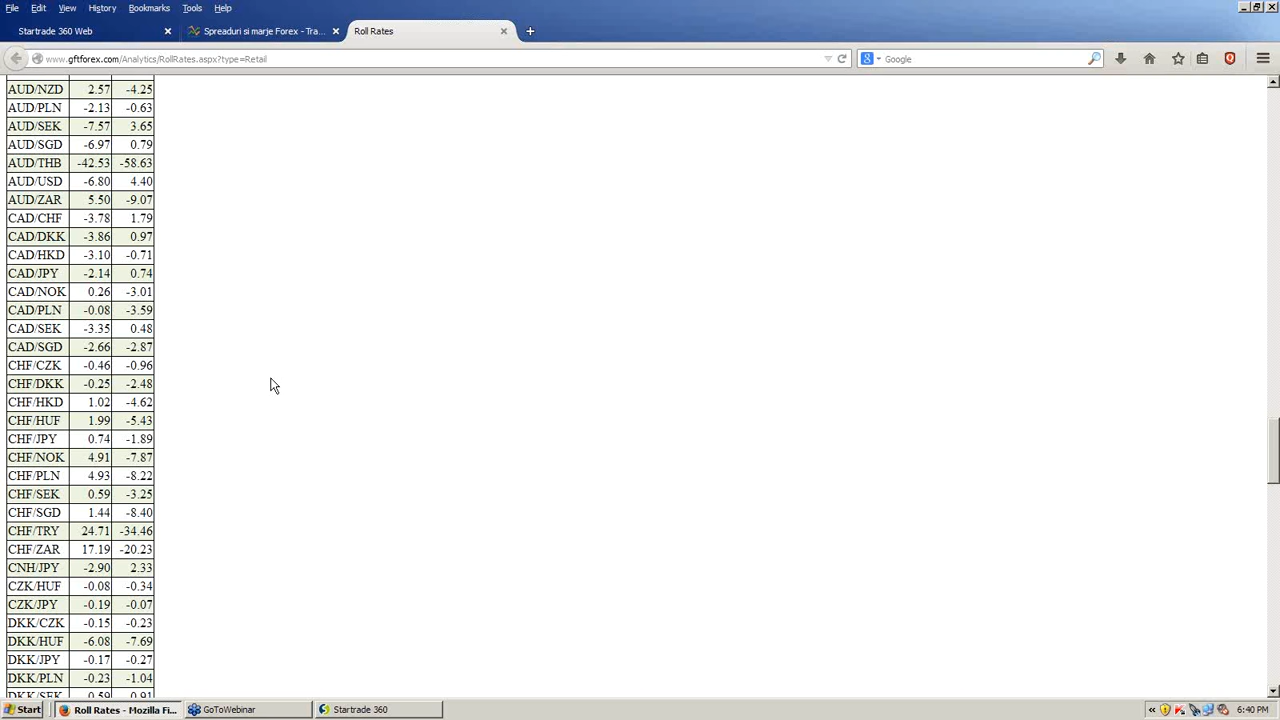 File Edit View History Bookmarks Tools Help
Startrade 360 Web Spreaduri si marje Forex - Tra... Roll Rates
www.gftforex.com/Analytics/RollRates.aspx?type=Retail Google
AUD/NZD 2.57 -4.25
AUD/PLN -2.13 -0.63
AUD/SEK -7.57 3.65
AUD/SGD -6.97 0.79
AUD/THB -42.53 -58.63
AUD/USD -6.80 4.40
AUD/ZAR 5.50 -9.07
CAD/CHF -3.78 1.79
CAD/DKK -3.86 0.97
CAD/HKD -3.10 -0.71
CAD/JPY -2.14 0.74
CAD/NOK 0.26 -3.01
CAD/PLN -0.08 -3.59
CAD/SEK -3.35 0.48
CAD/SGD -2.66 -2.87
CHF/CZK -0.46 -0.96
CHF/DKK -0.25 -2.48
CHF/HKD 1.02 -4.62
CHF/HUF 1.99 -5.43
CHF/JPY 0.74 -1.89
CHF/NOK 4.91 -7.87
CHF/PLN 4.93 -8.22
CHF/SEK 0.59 -3.25
CHF/SGD 1.44 -8.40
CHF/TRY 24.71 -34.46
CHF/ZAR 17.19 -20.23
CNH/JPY -2.90 2.33
CZK/HUF -0.08 -0.34
CZK/JPY -0.19 -0.07
DKK/CZK -0.15 -0.23
DKK/HUF -6.08 -7.69
DKK/JPY -0.17 -0.27
DKK/PLN -0.23 -1.04
DKK/SEK
Start Roll Rates - Mozilla Fi... GoToWebinar Startrade 360 6:40 PM